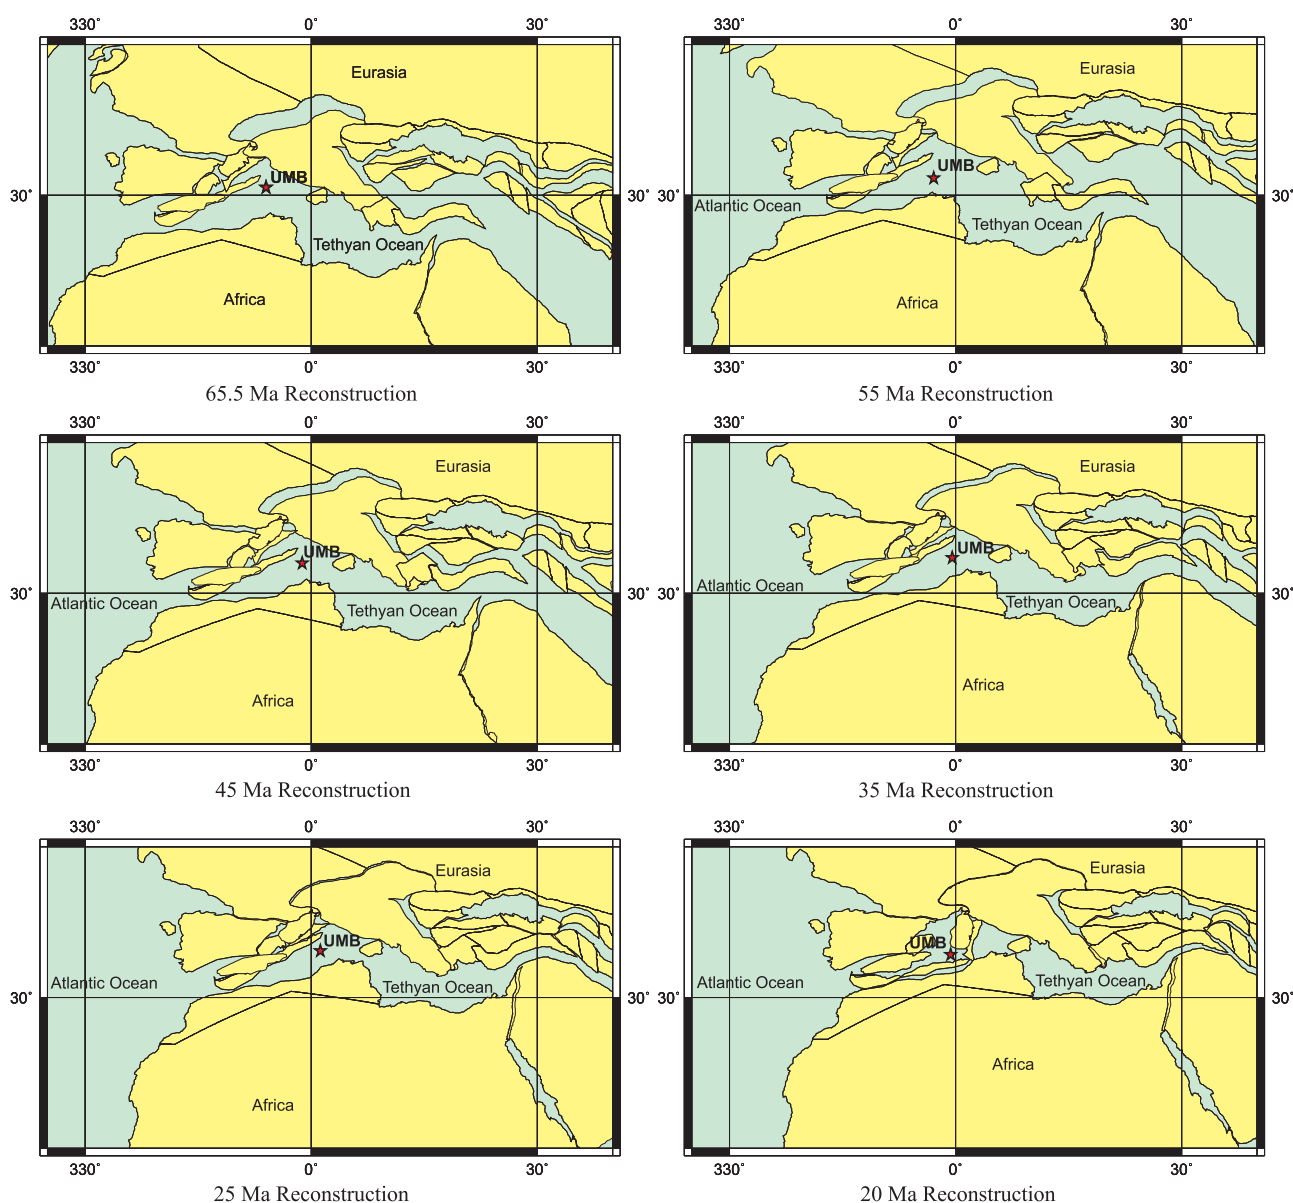 330˚ 0˚ 30˚ 330˚ 0˚ 30˚
Eurasia Eurasia
UMB UMB
30˚ 30˚
Atlantic Ocean
Tethyan Ocean Tethyan Ocean
Africa Africa
330˚ 0˚ 30˚ 330˚ 0˚ 30˚
65.5 Ma Reconstruction 55 Ma Reconstruction
330˚ 0˚ 30˚ 330˚ 0˚ 30˚
Eurasia Eurasia
UMB UMB
30˚ 30˚ 30˚
Atlantic Ocean Tethyan Ocean Atlantic Ocean Tethyan Ocean
Africa Africa
330˚ 0˚ 30˚ 330˚ 0˚ 30˚
45 Ma Reconstruction 35 Ma Reconstruction
330˚ 0˚ 30˚ 330˚ 0˚ 30˚
Eurasia Eurasia
UMB UMB
Atlantic Ocean Tethyan Ocean Atlantic Ocean Tethyan Ocean
30˚ 30˚ 30˚
Africa Africa
330˚ 0˚ 30˚ 330˚ 0˚ 30˚
25 Ma Reconstruction 20 Ma Reconstruction